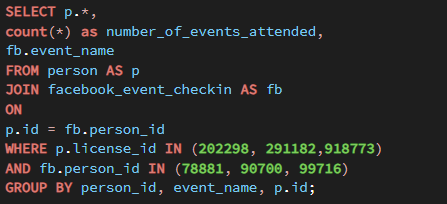 SELECT p.*,
count(*) as number_of_events_attended,
fb.event_name
FROM person AS p
JOIN facebook_event_checkin AS fb
ON
p.id = fb.person_id
WHERE p.license_id IN (202298, 291182,918773)
AND fb.person_id IN (78881, 90700, 99716)
GROUP BY person_id, event_name, p.id;